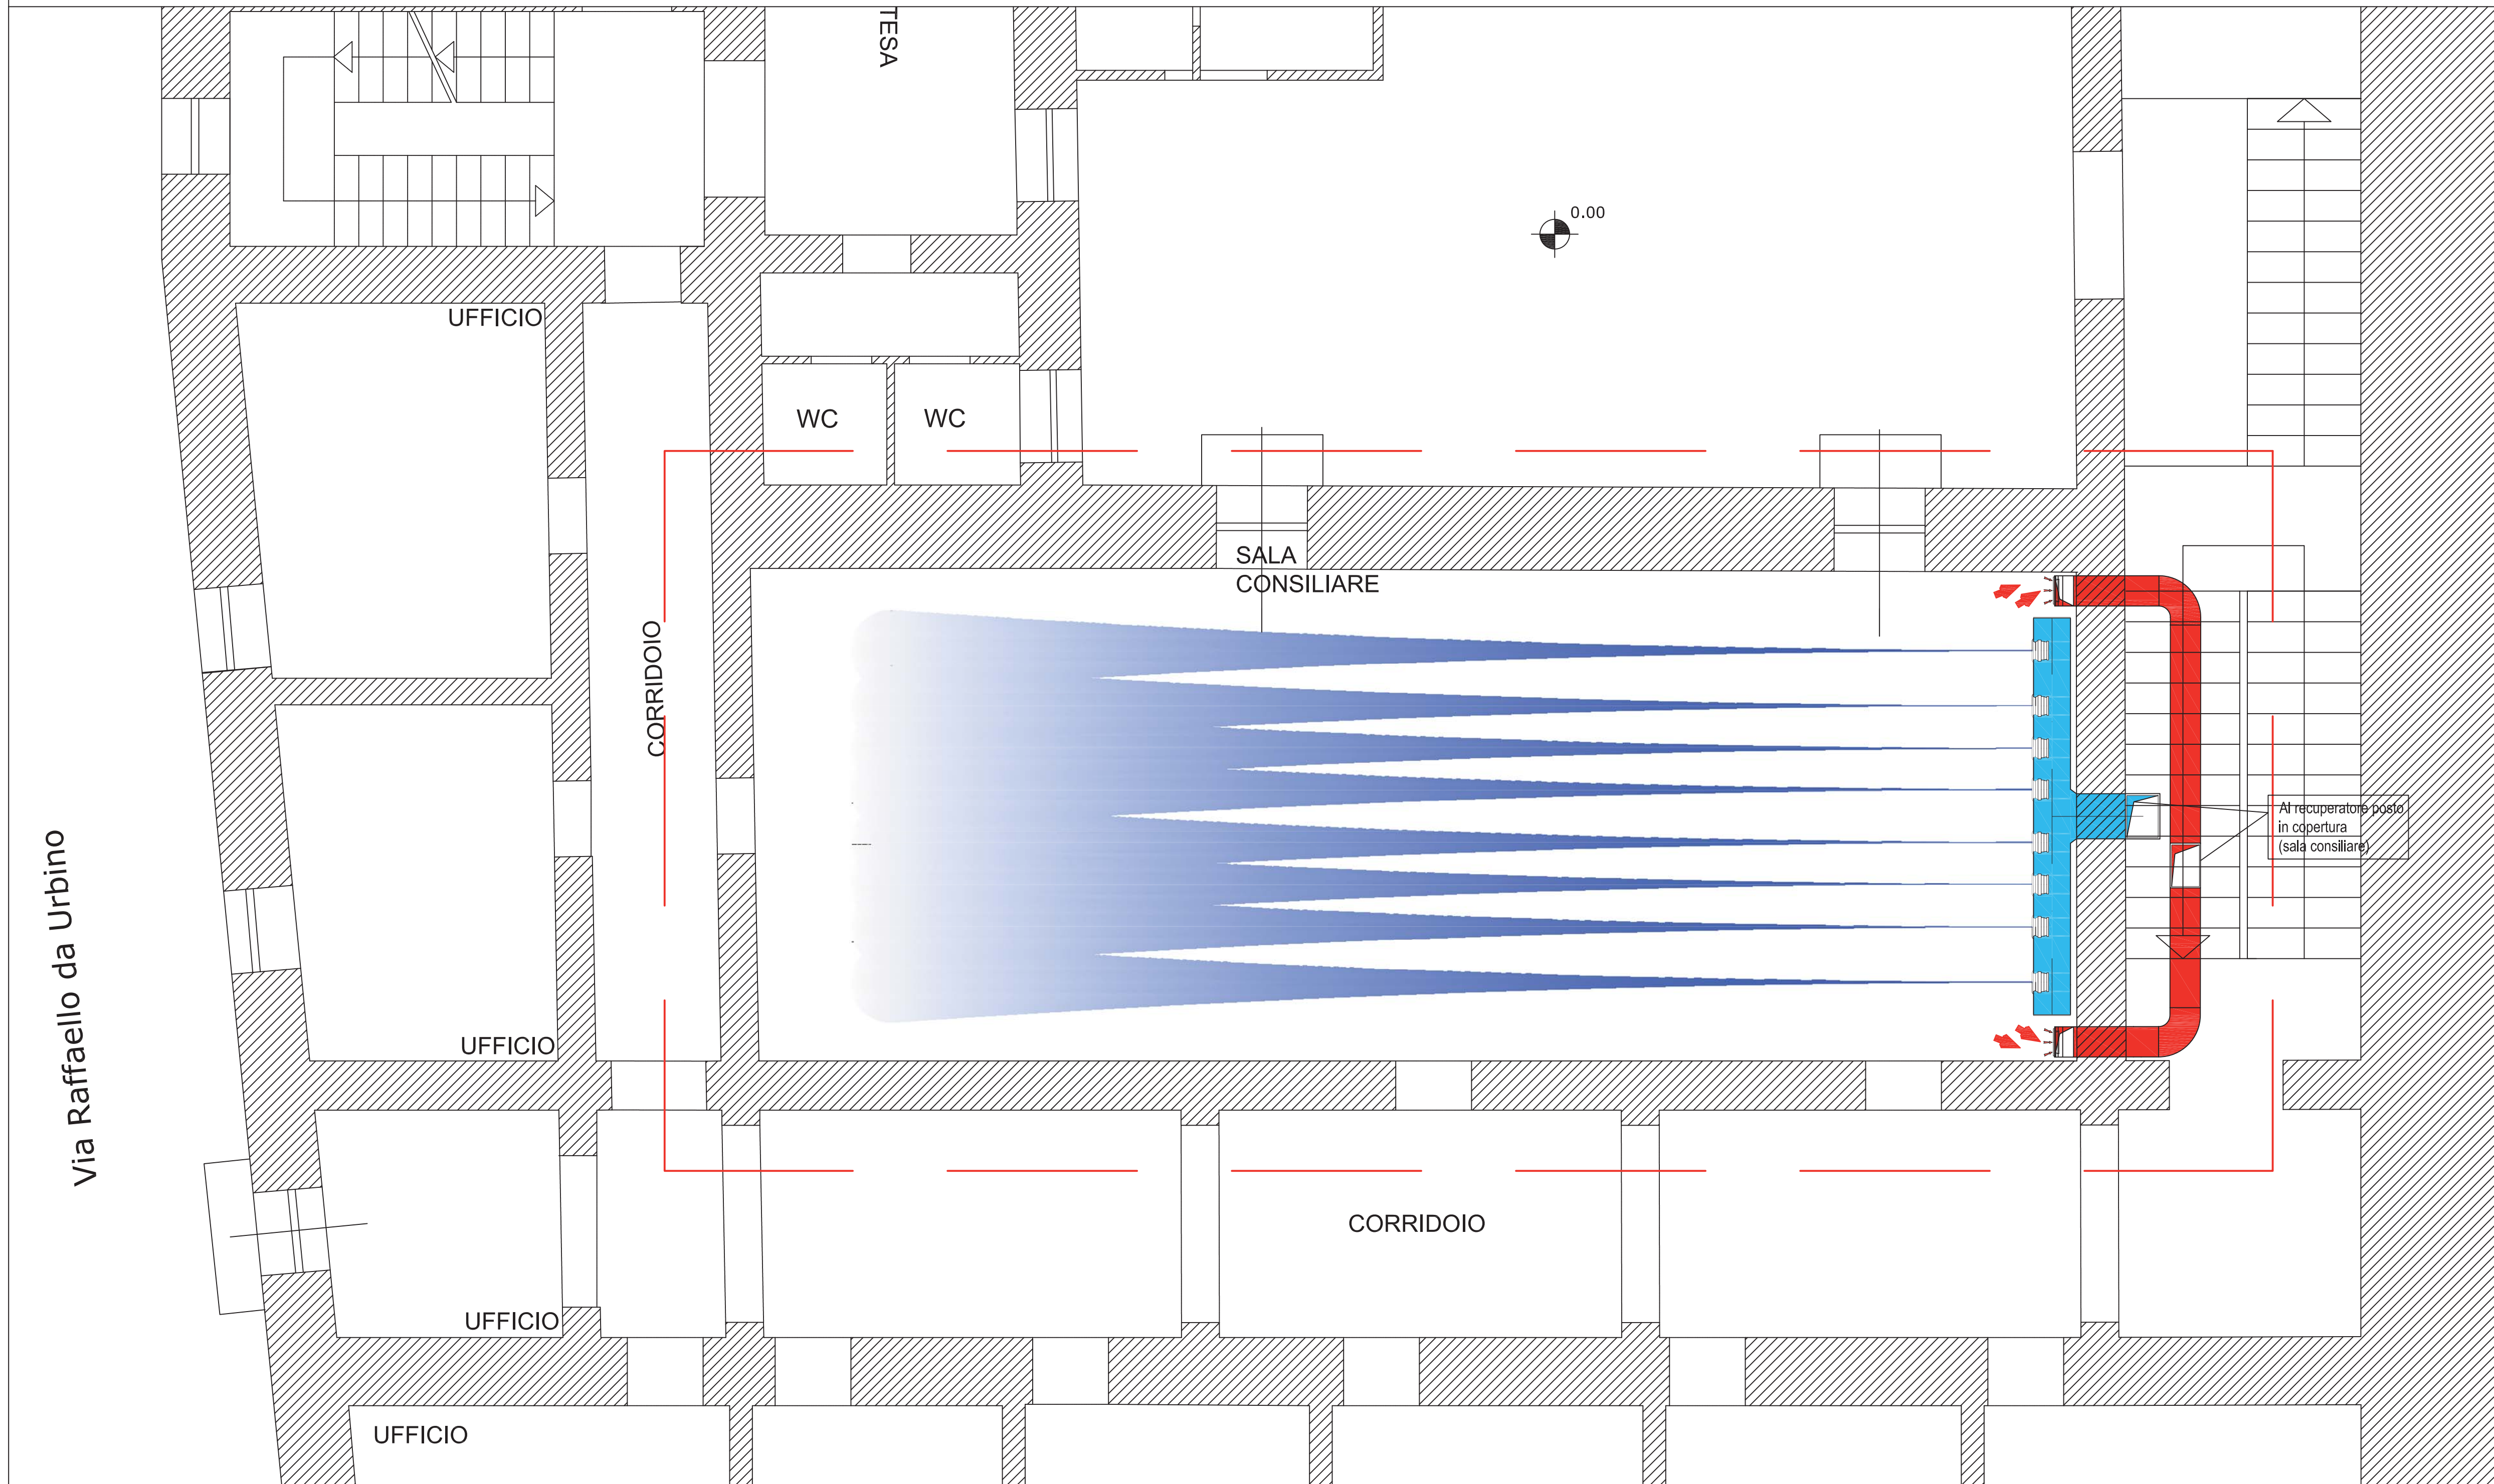 TESA
0.00
UFFICIO
WC
WC
SALA
CONSILIARE
CORRIDOIO
Al recuperatore posto
in copertura
(sala consiliare)
Via Raffaello da Urbino
UFFICIO
CORRIDOIO
UFFICIO
UFFICIO